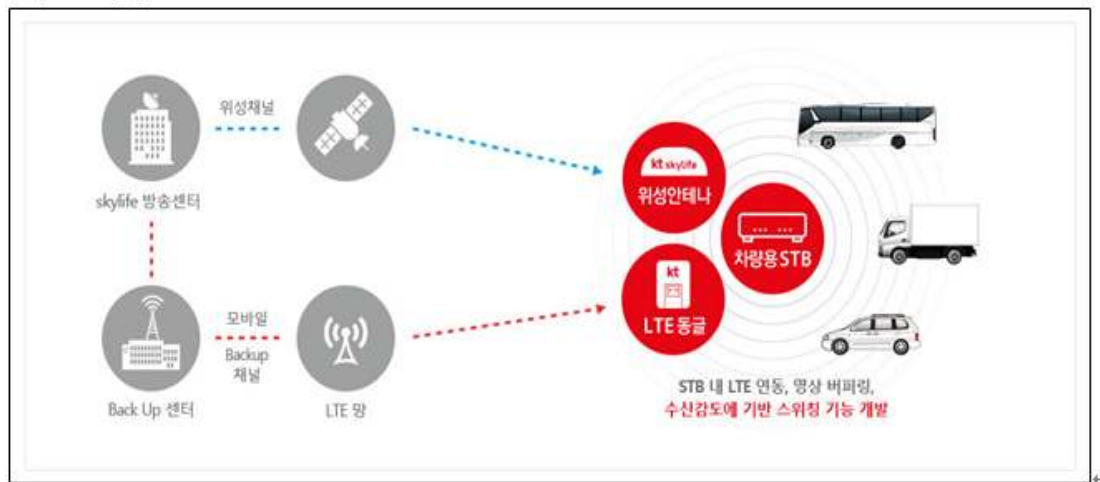 위성채널
skylife 방송센터
kt skylife
위성안테나
차량용STB
kt
LTE 동글
모바일
Backup
채널
Back Up 센터
LTE 망
STB 내 LTE 연동, 영상 버퍼링,
수신감도에 기반 스위칭 기능 개발